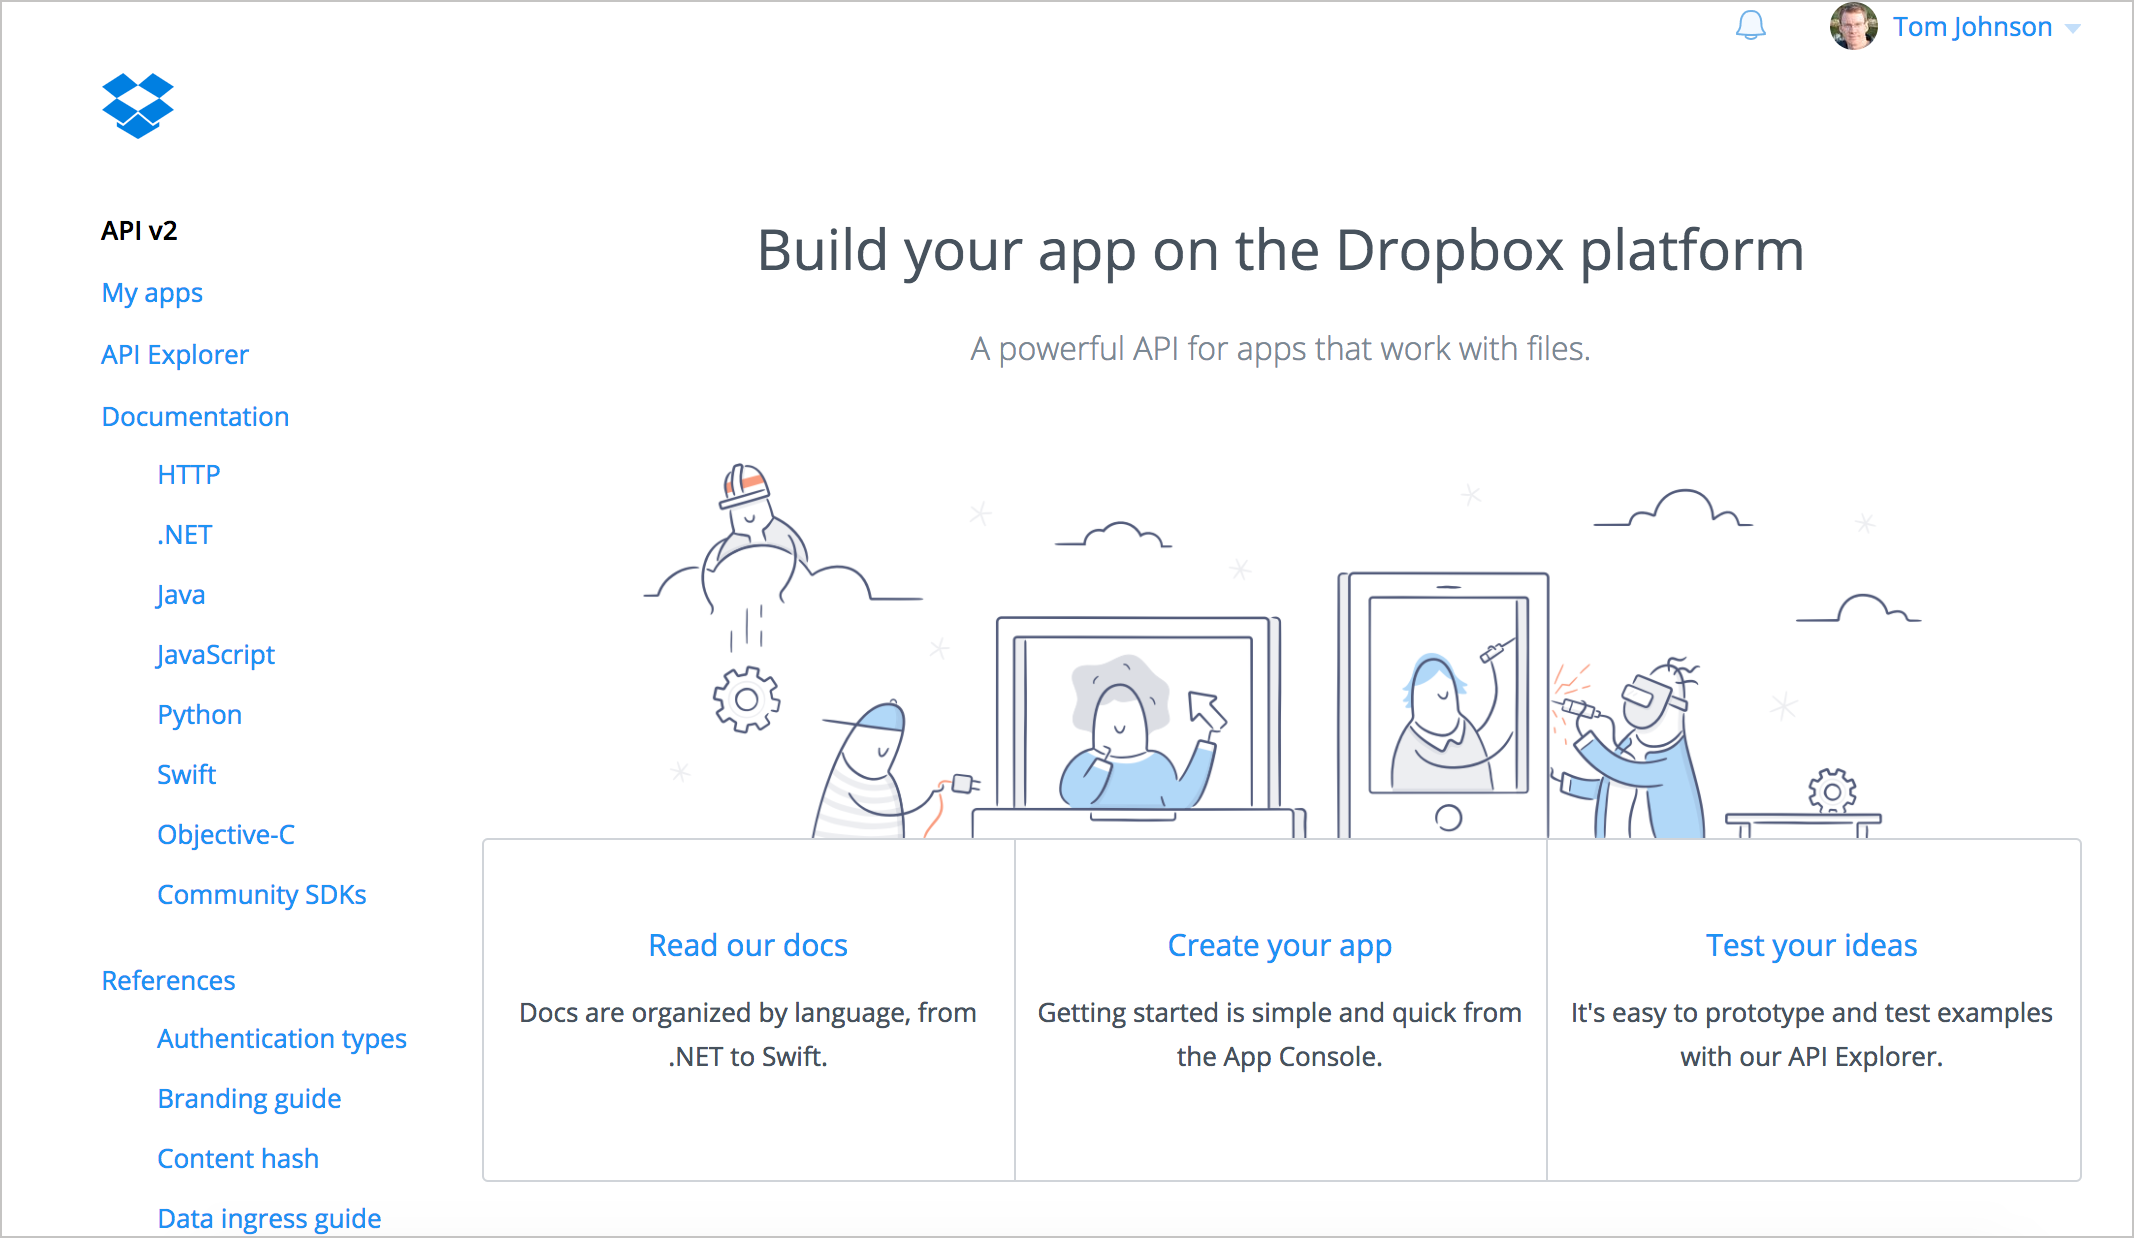 Tom Johnson
API v2
My apps
API Explorer
Documentation
HTTP
.NET
Java
JavaScript
Python
Swift
Objective-C
Community SDKs
References
Authentication types
Branding guide
Content hash
Data ingress guide
Build your app on the Dropbox platform
A powerful API for apps that work with files.
Read our docs
Docs are organized by language, from
.NET to Swift.
Create your app
Getting started is simple and quick from
the App Console.
Test your ideas
It's easy to prototype and test examples
with our API Explorer.